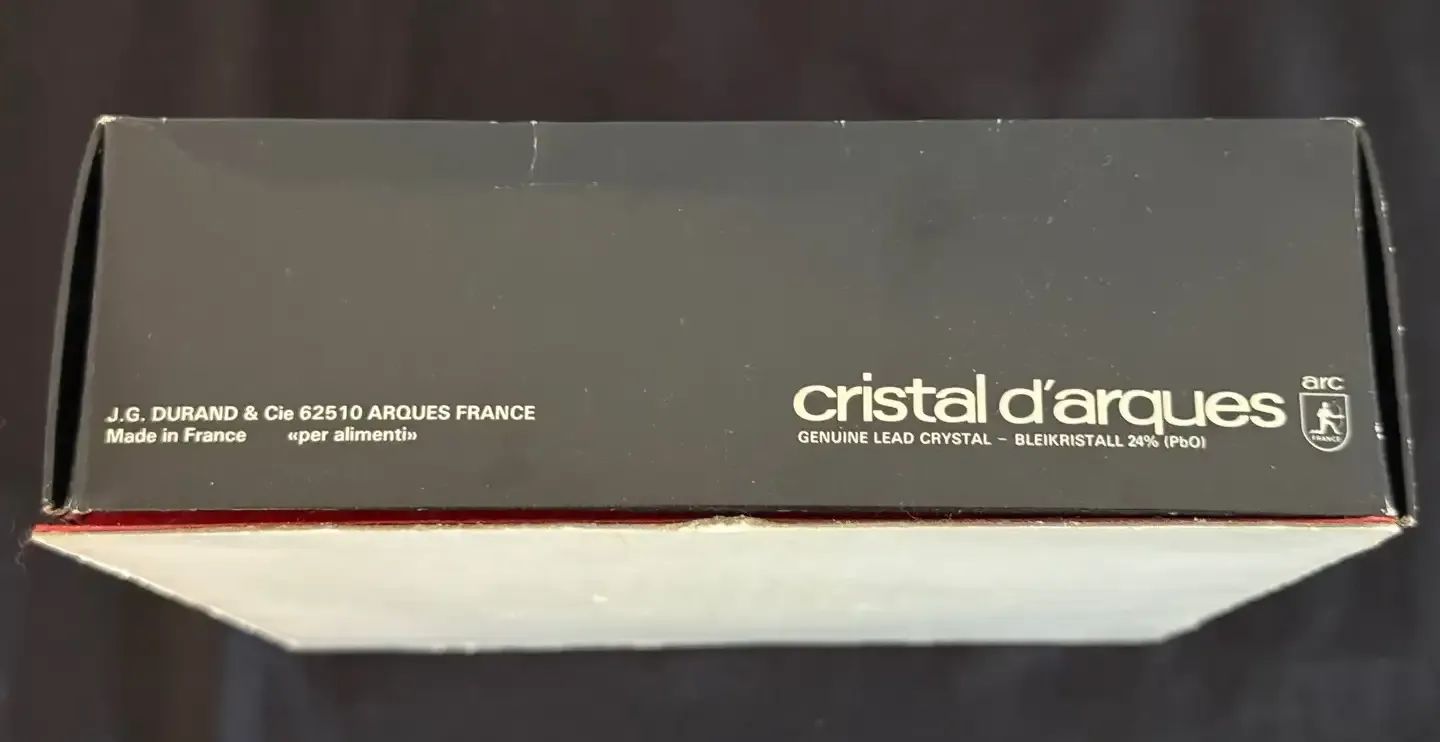 J.G. DURAND & Cie 62510 ARQUES FRANCE
Made in France «per alimenti»
cristal d'arques
GENUINE LEAD CRYSTAL – BLEIKRISTALL 24% (PbO)
arc
FRANCE